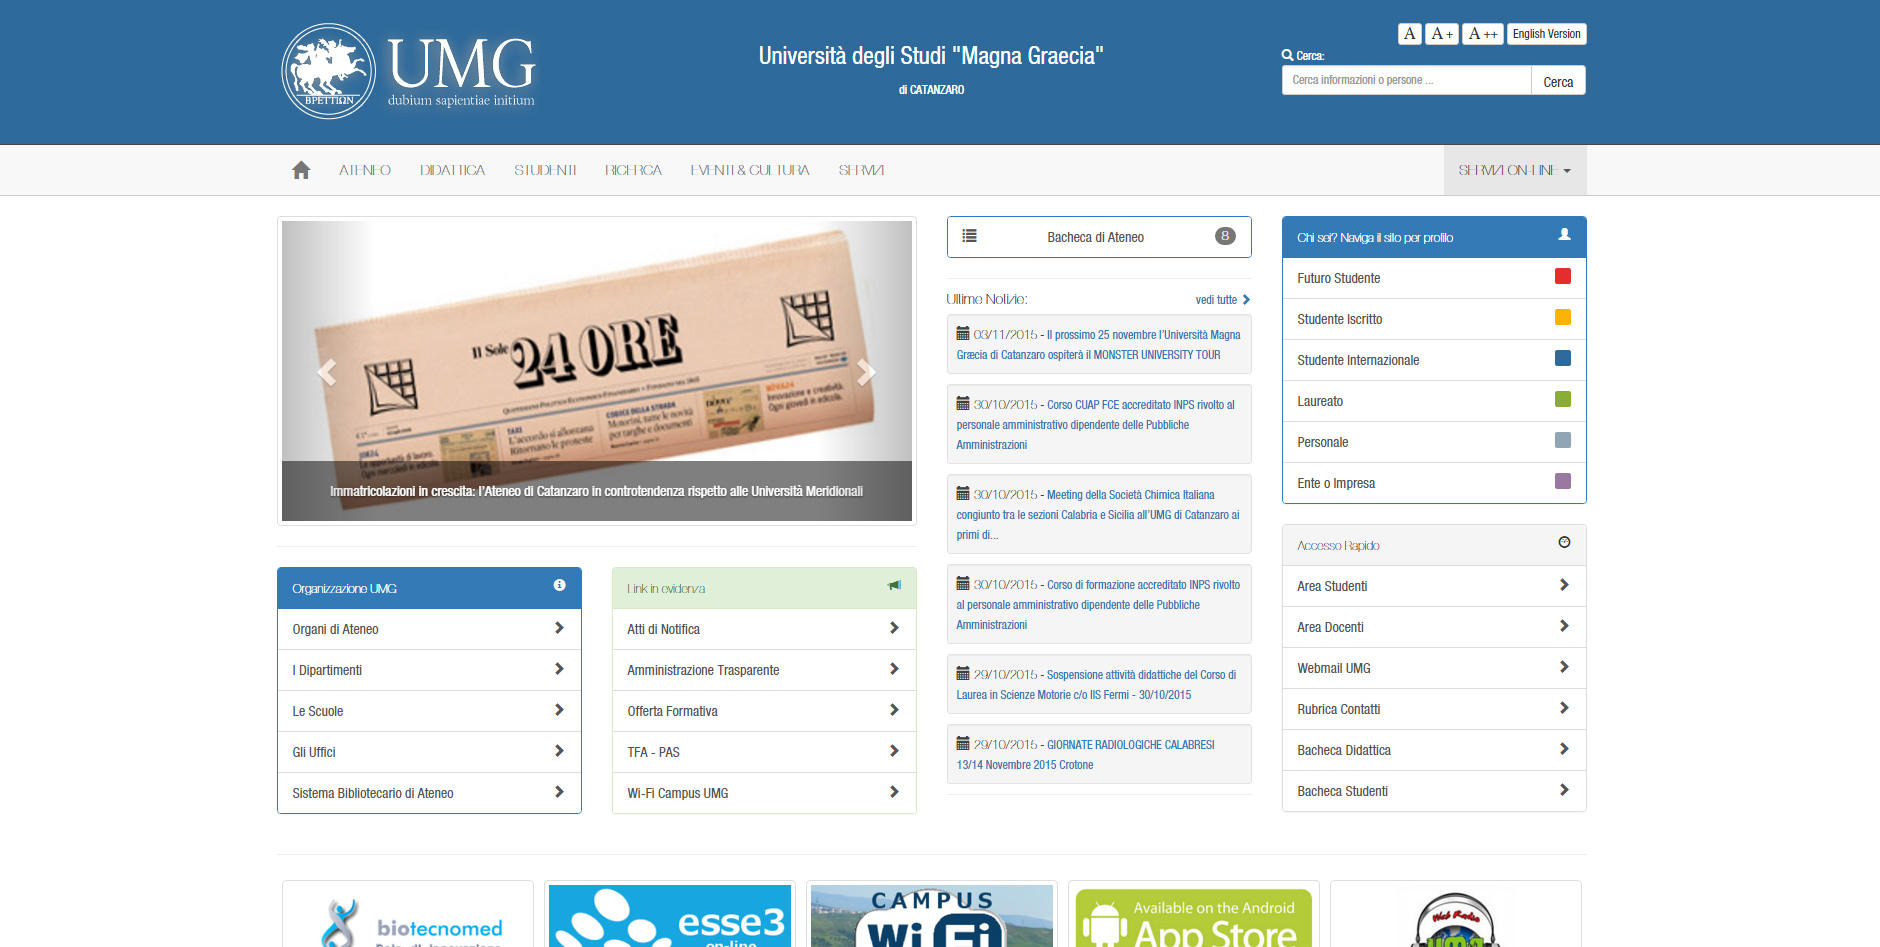 UMG
dubium sapientiae initium
ΒΡΕΤΤΙΩΝ
Università degli Studi "Magna Graecia"
di CATANZARO
A A + A ++ English Version
Cerca:
Cerca informazioni o persone ... Cerca
ATENEO DIDATTICA STUDENTI RICERCA EVENTI & CULTURA SERVIZI SERVIZI ON-LINE
Il Sole 24 ORE
Immatricolazioni in crescita: l'Ateneo di Catanzaro in controtendenza rispetto alle Università Meridionali
Organizzazione UMG
Organi di Ateneo
I Dipartimenti
Le Scuole
Gli Uffici
Sistema Bibliotecario di Ateneo
Link in evidenza
Atti di Notifica
Amministrazione Trasparente
Offerta Formativa
TFA - PAS
Wi-Fi Campus UMG
Bacheca di Ateneo 8
Ultime Notizie: vedi tutte
03/11/2015 - Il prossimo 25 novembre l'Università Magna
Græcia di Catanzaro ospiterà il MONSTER UNIVERSITY TOUR
30/10/2015 - Corso CUAP FCE accreditato INPS rivolto al
personale amministrativo dipendente delle Pubbliche
Amministrazioni
30/10/2015 - Meeting della Società Chimica Italiana
congiunto tra le sezioni Calabria e Sicilia all'UMG di Catanzaro ai
primi di...
30/10/2015 - Corso di formazione accreditato INPS rivolto
al personale amministrativo dipendente delle Pubbliche
Amministrazioni
29/10/2015 - Sospensione attività didattiche del Corso di
Laurea in Scienze Motorie c/o IIS Fermi - 30/10/2015
29/10/2015 - GIORNATE RADIOLOGICHE CALABRESI
13/14 Novembre 2015 Crotone
Chi sei? Naviga il sito per profilo
Futuro Studente
Studente Iscritto
Studente Internazionale
Laureato
Personale
Ente o Impresa
Accesso Rapido
Area Studenti
Area Docenti
Webmail UMG
Rubrica Contatti
Bacheca Didattica
Bacheca Studenti
biotecnomed
esse3
on-line
CAMPUS
WiFi
Available on the Android
App Store
Web Radio
UMG